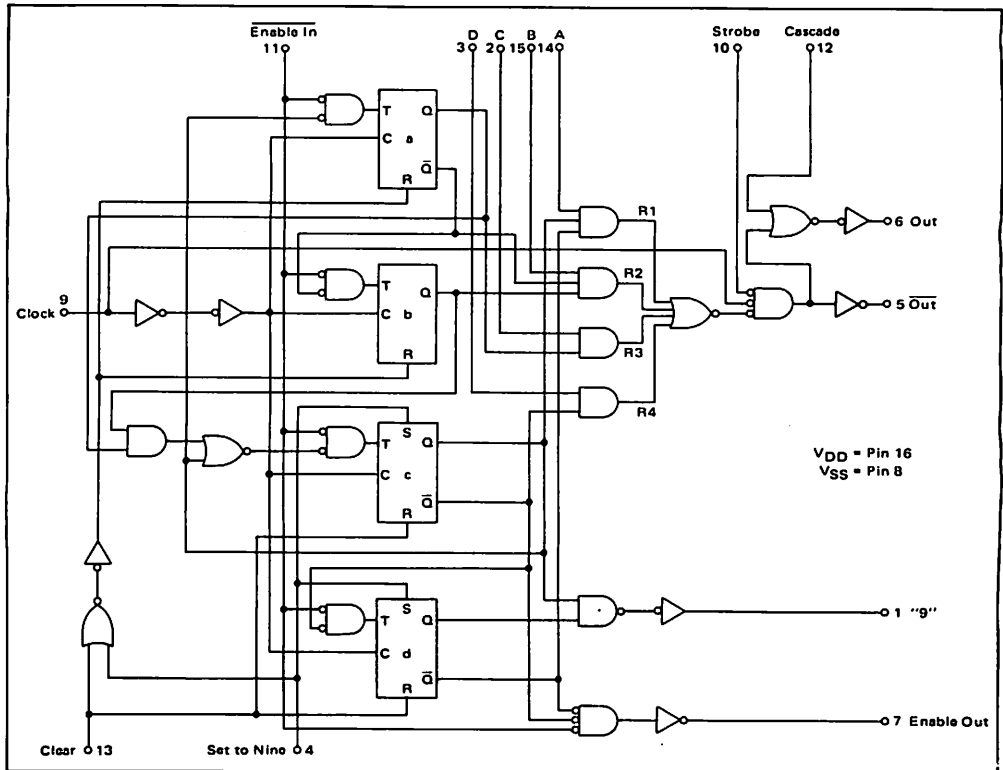 Enable In
11
D C B A
3 2 15 14
Strobe Cascade
10 12
T Q
C a
Q̅
R
R1
6 Out
T Q
R2
Clock 9
C b
5 O̅u̅t̅
R
R3
R4
S
T Q
C c
Q̅
R
VDD = Pin 16
VSS = Pin 8
S
T Q
1 "9"
C d
Q̅
R
7 Enable Out
Clear 13
Set to Nine 4